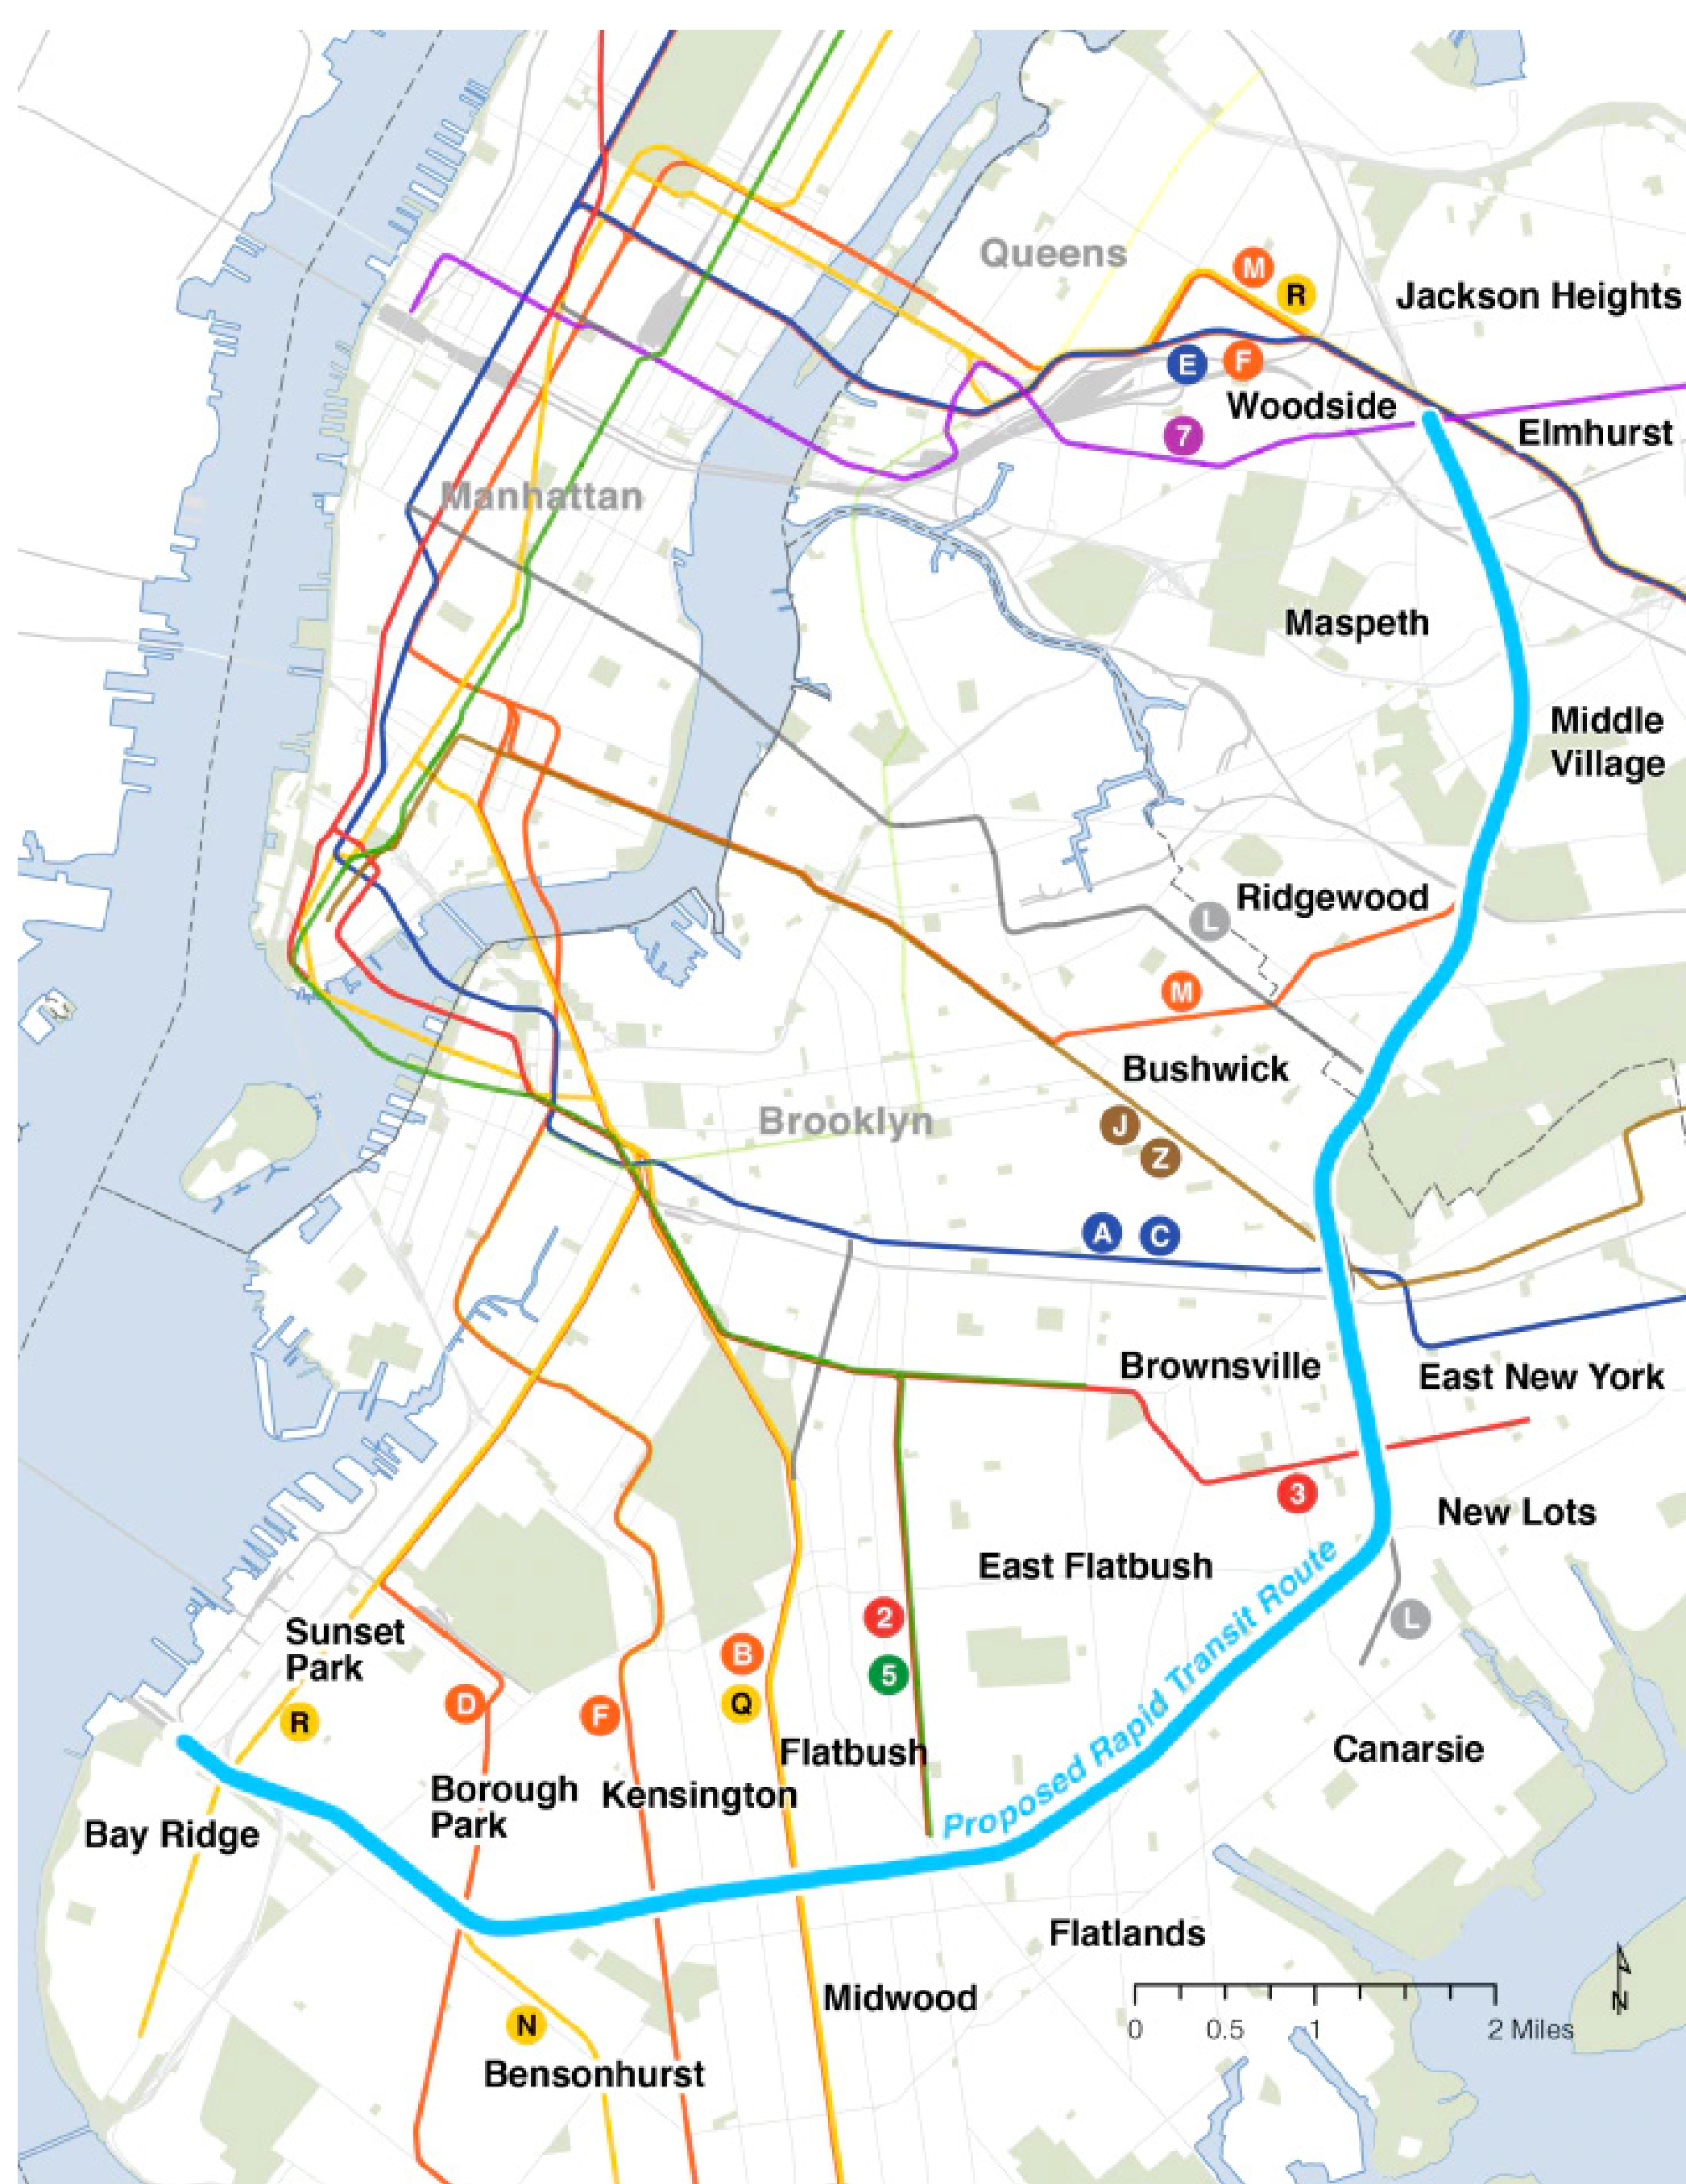 Queens
M
R
Jackson Heights
E
F
Woodside
7
Elmhurst
Manhattan
Maspeth
Middle
Village
Ridgewood
L
M
Bushwick
Brooklyn
J
Z
A
C
Brownsville
East New York
3
New Lots
East Flatbush
Proposed Rapid Transit Route
L
Sunset
Park
2
5
B
Q
R
D
F
Flatbush
Canarsie
Borough
Park
Kensington
Bay Ridge
Flatlands
Midwood
N
0 0.5 1 2 Miles
N
Bensonhurst